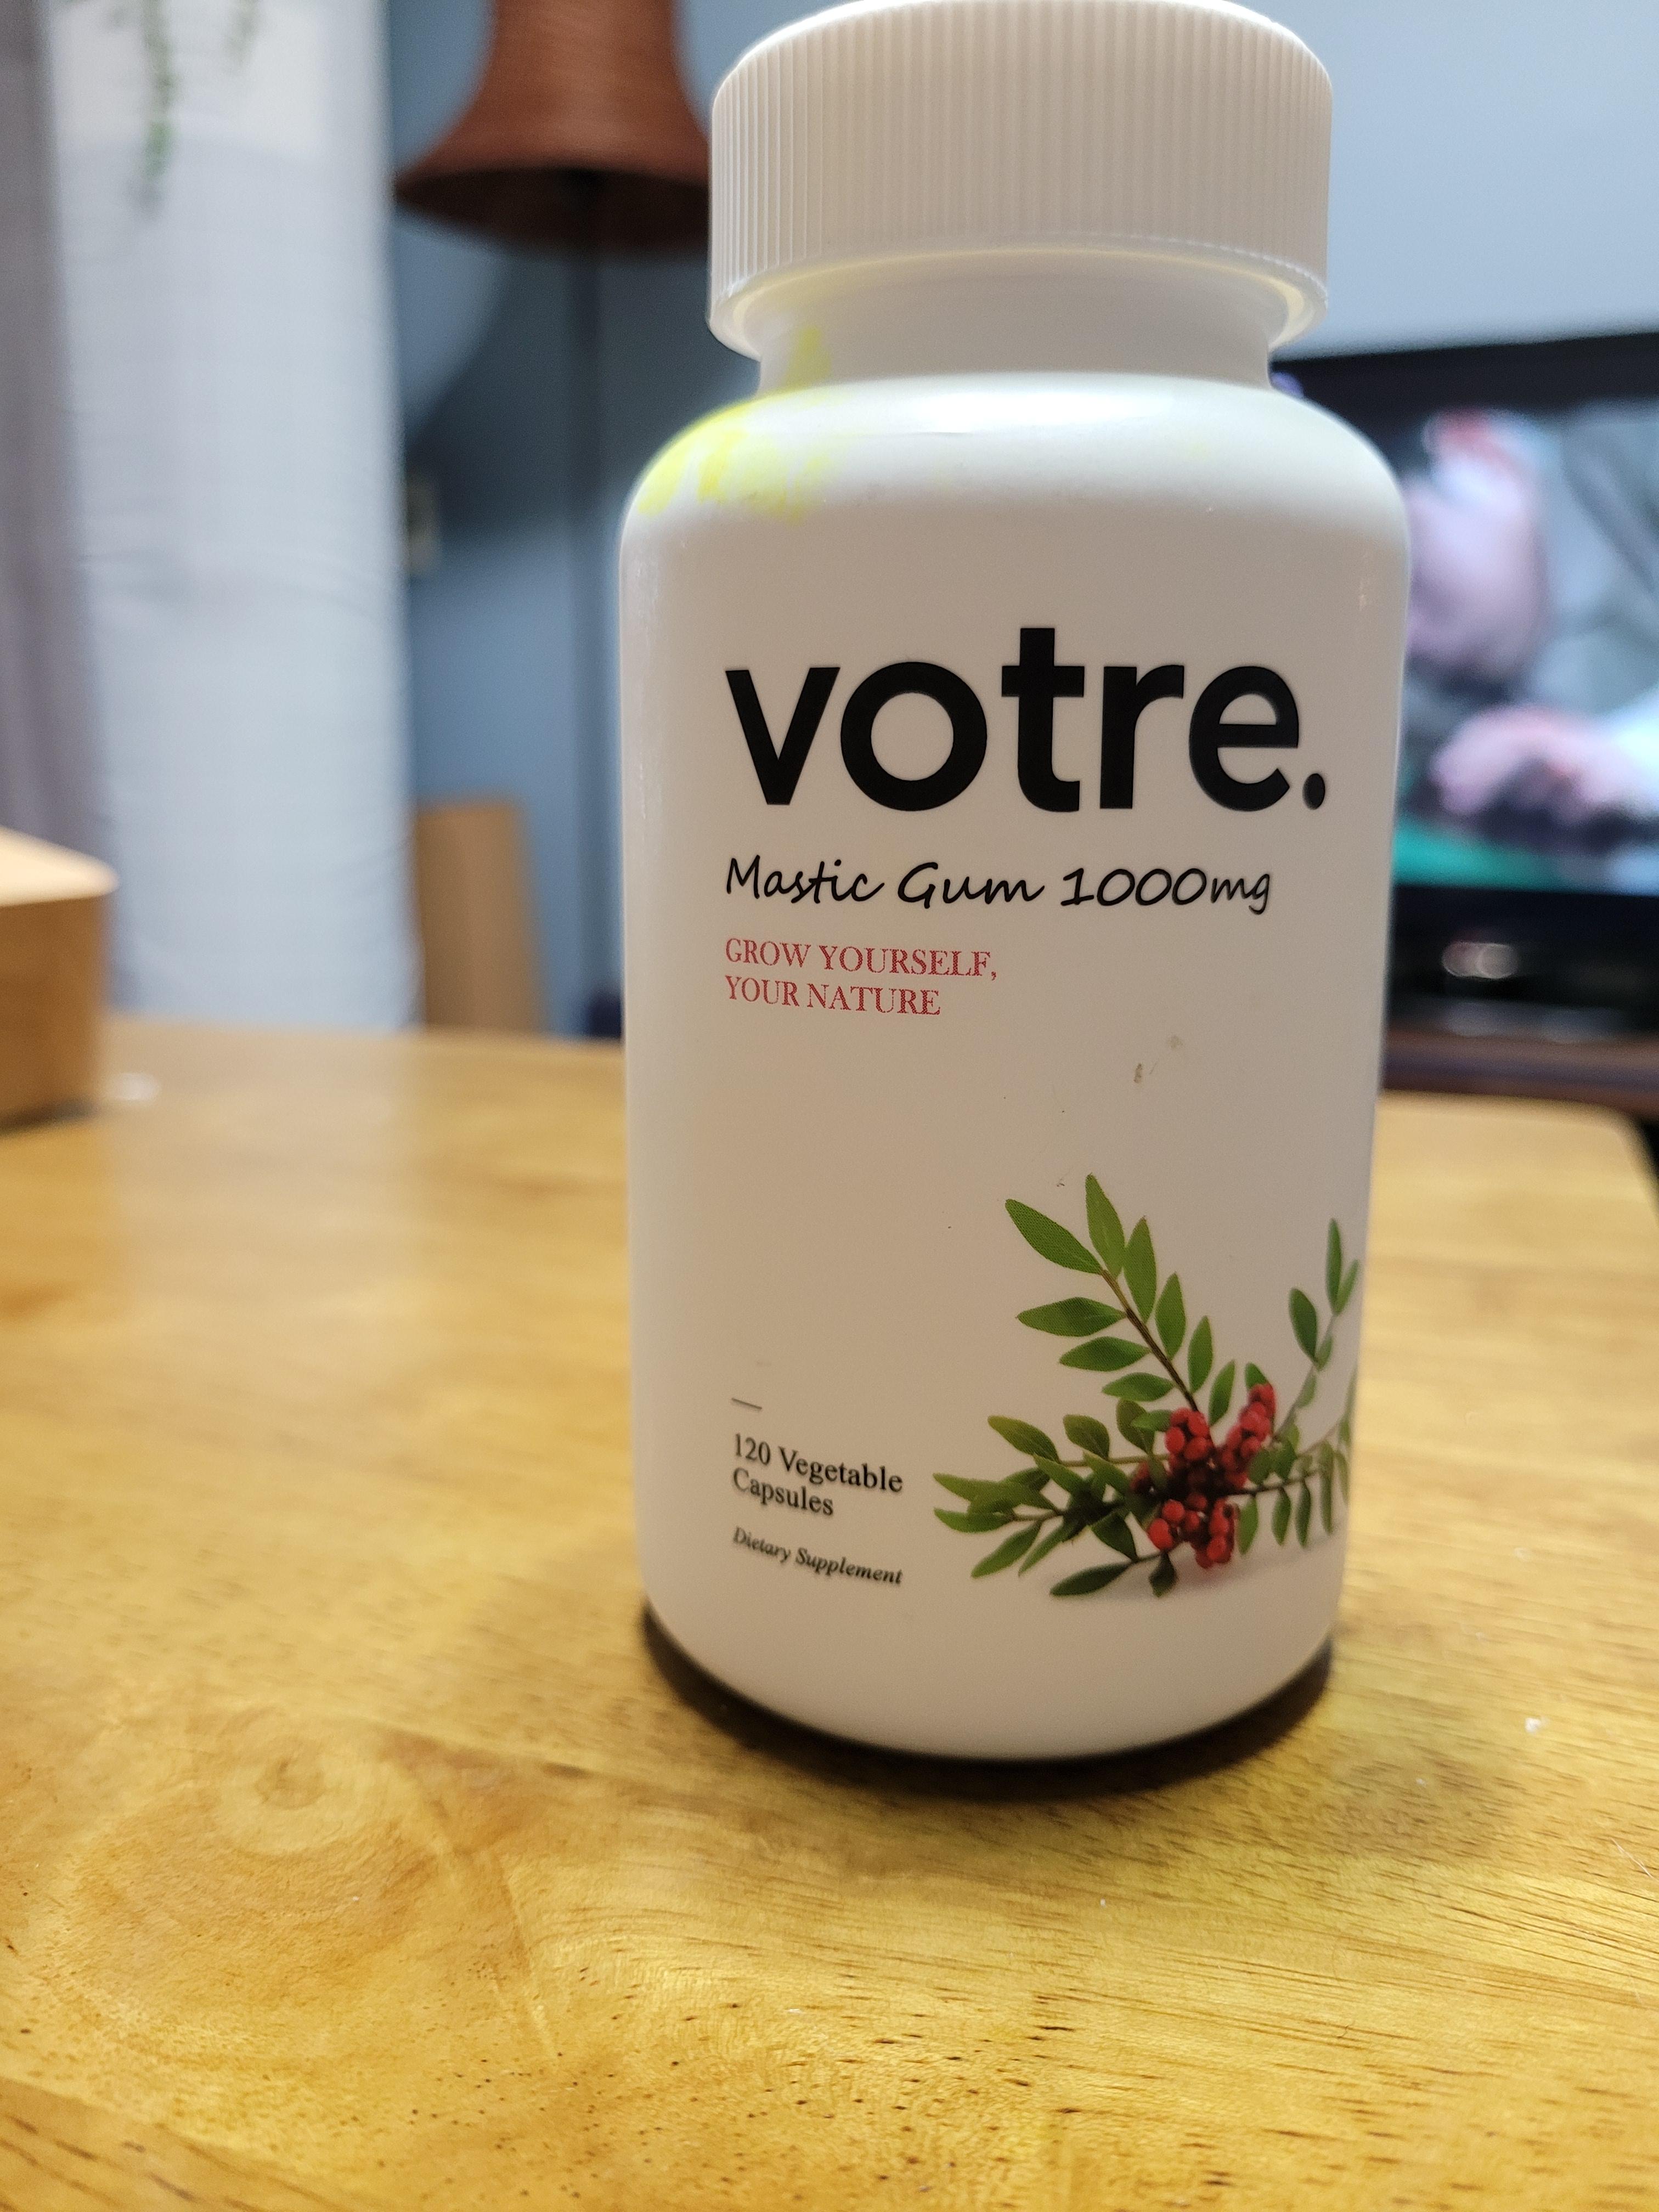 votre.
Mastic Gum 1000mg
GROW YOURSELF,
YOUR NATURE
120 Vegetable
Capsules
Dietary Supplement